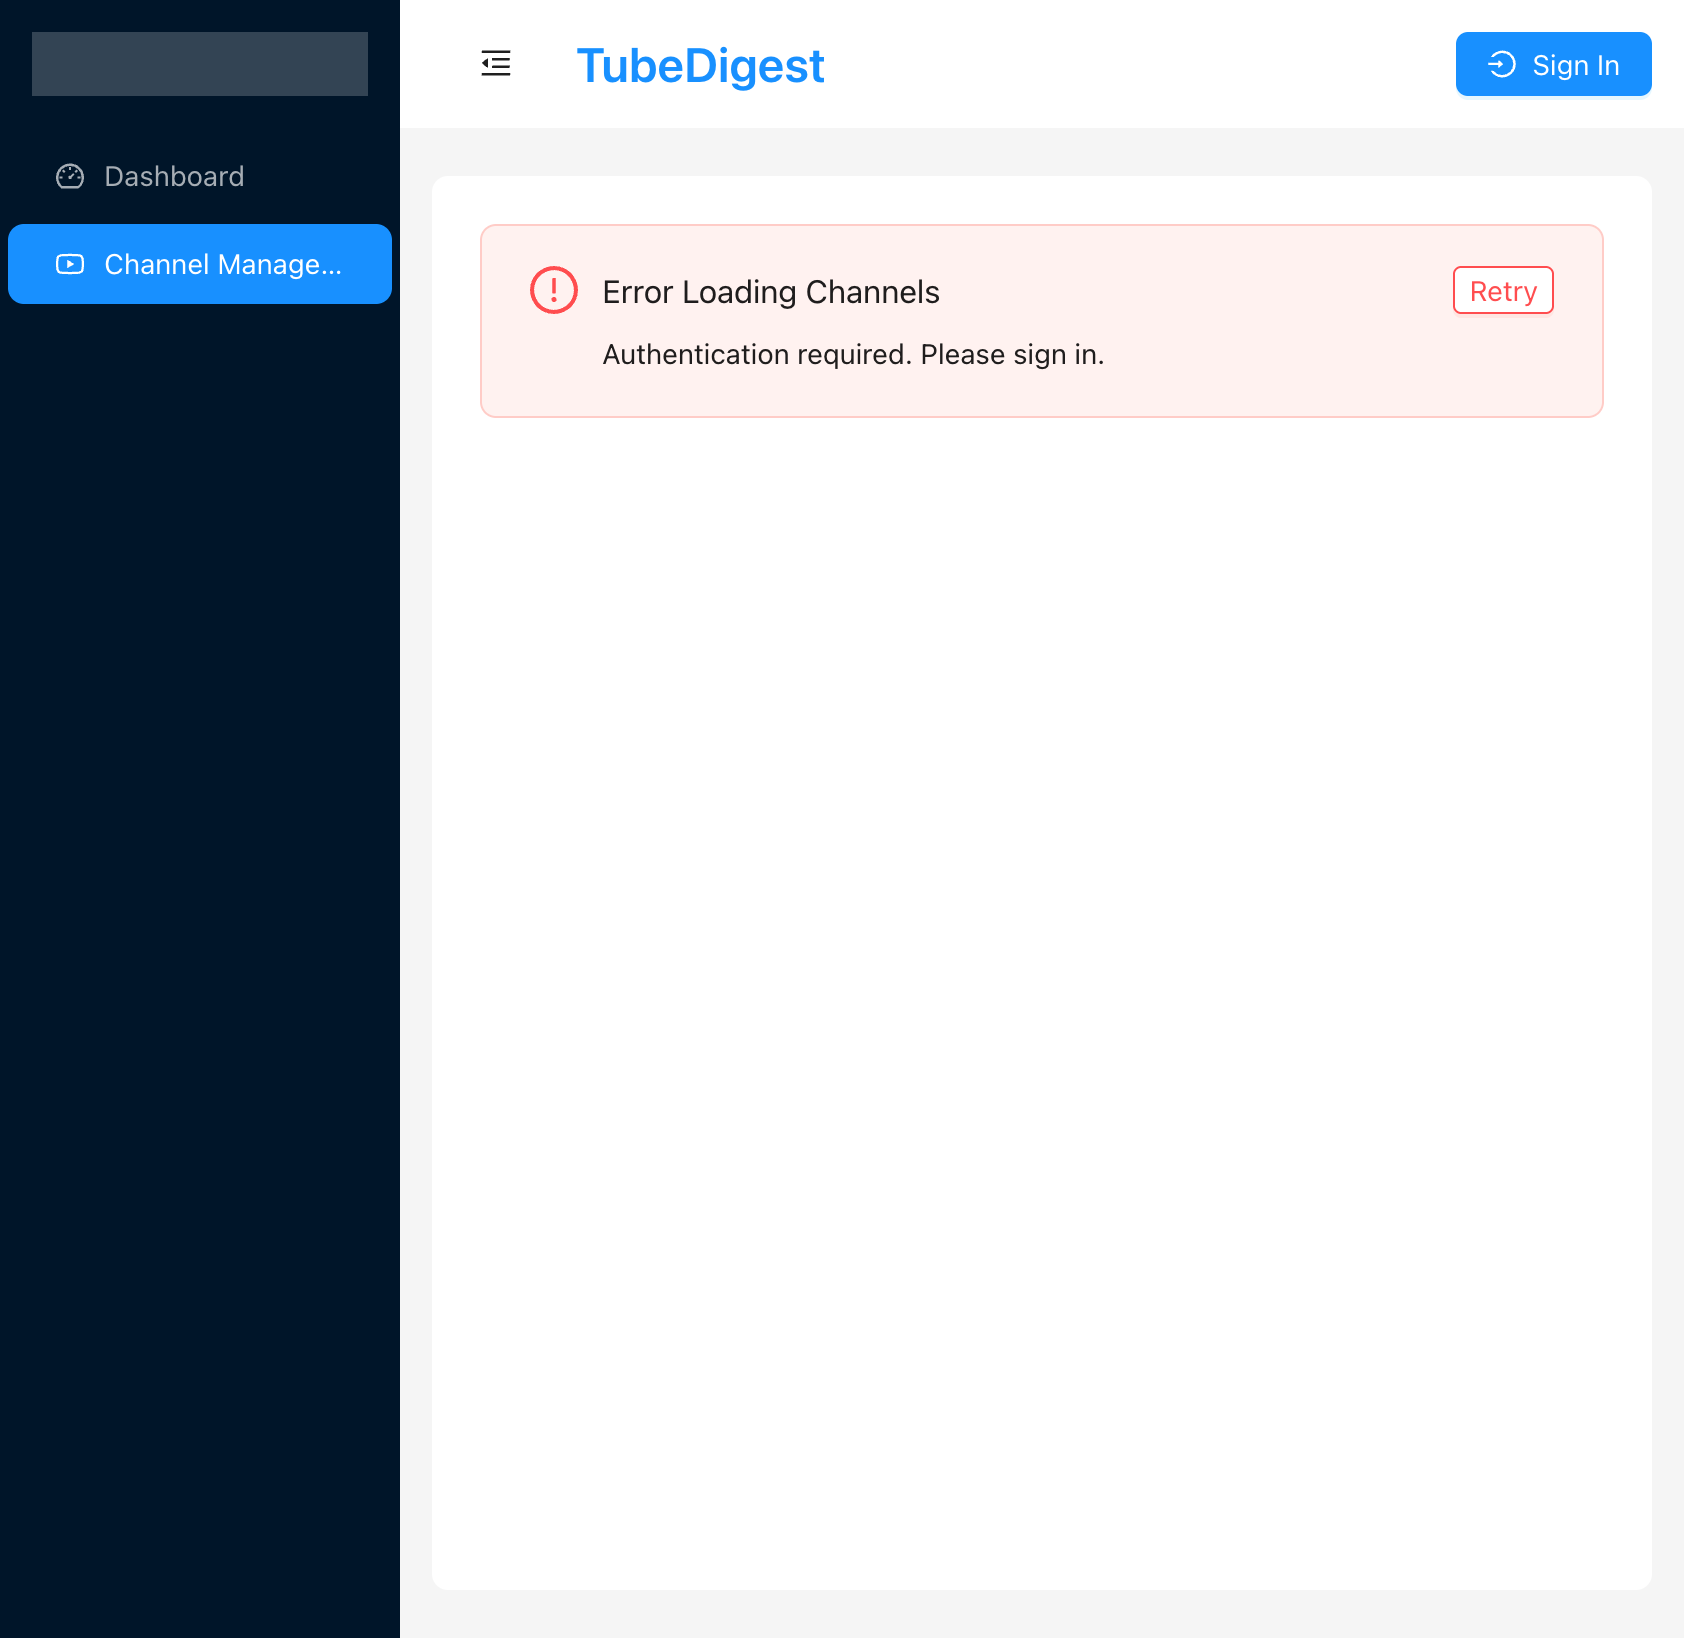 TubeDigest
Sign In
Dashboard
Channel Manage...
Error Loading Channels
Retry
Authentication required. Please sign in.